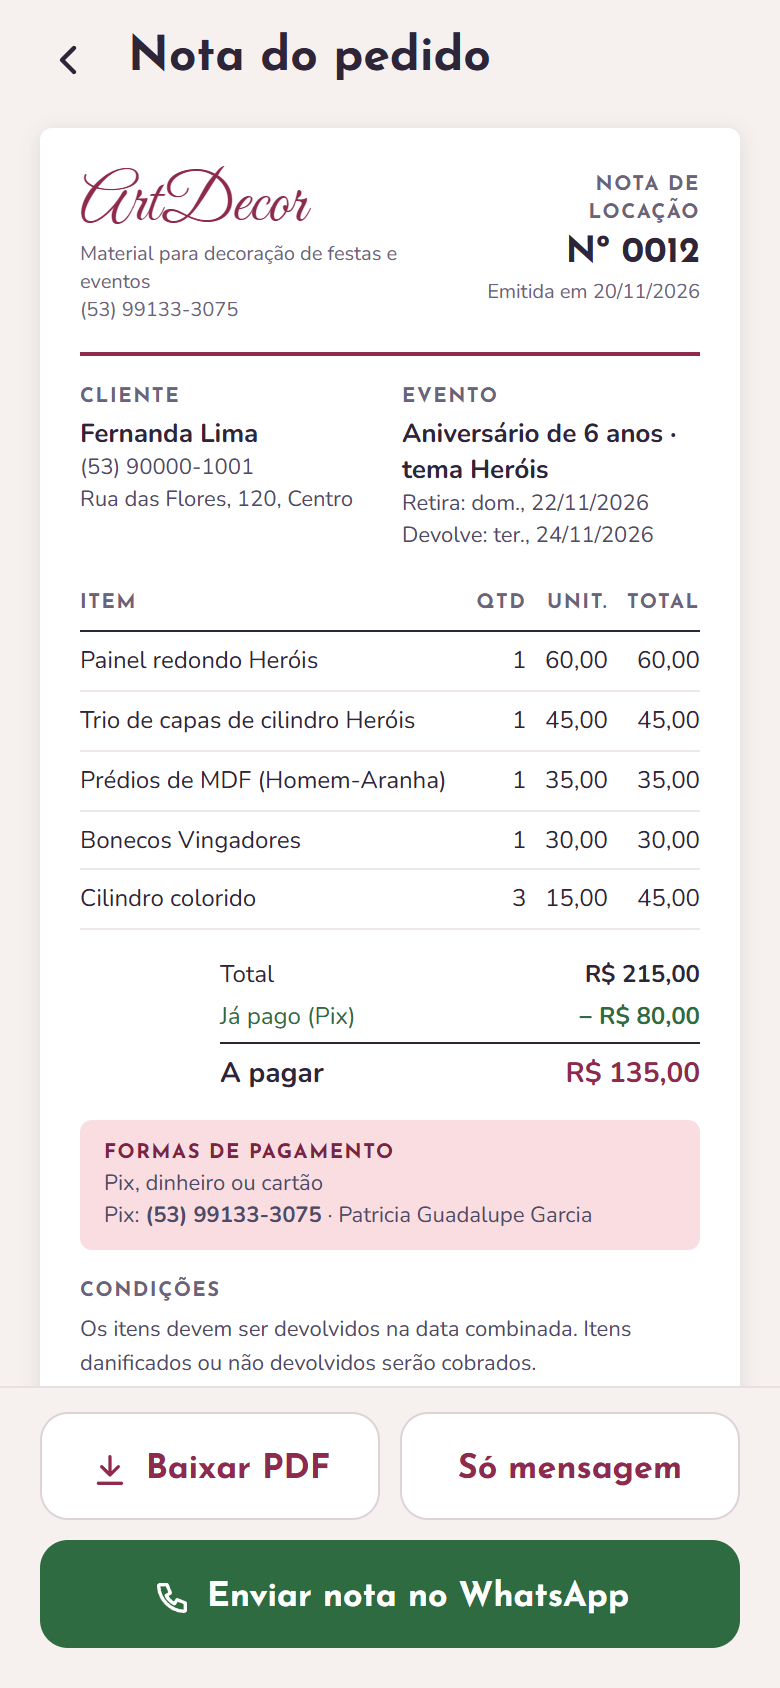 Nota do pedido
ArtDecor
Material para decoração de festas e
eventos
(53) 99133-3075
NOTA DE
LOCAÇÃO
Nº 0012
Emitida em 20/11/2026
CLIENTE
Fernanda Lima
(53) 90000-1001
Rua das Flores, 120, Centro
EVENTO
Aniversário de 6 anos ·
tema Heróis
Retira: dom., 22/11/2026
Devolve: ter., 24/11/2026
ITEM QTD UNIT. TOTAL
Painel redondo Heróis 1 60,00 60,00
Trio de capas de cilindro Heróis 1 45,00 45,00
Prédios de MDF (Homem-Aranha) 1 35,00 35,00
Bonecos Vingadores 1 30,00 30,00
Cilindro colorido 3 15,00 45,00
Total R$ 215,00
Já pago (Pix) − R$ 80,00
A pagar R$ 135,00
FORMAS DE PAGAMENTO
Pix, dinheiro ou cartão
Pix: (53) 99133-3075 · Patricia Guadalupe Garcia
CONDIÇÕES
Os itens devem ser devolvidos na data combinada. Itens
danificados ou não devolvidos serão cobrados.
Baixar PDF
Só mensagem
Enviar nota no WhatsApp